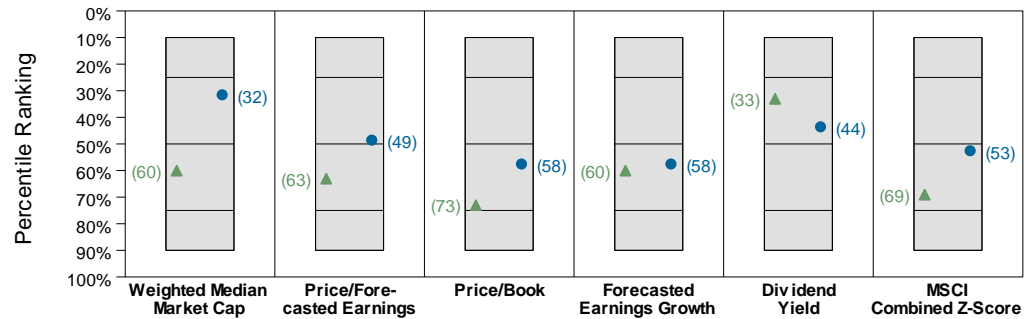 0%
10%
20%
30%
40%
50%
60%
70%
80%
90%
100%
Percentile Ranking
(32)
(60)
(49)
(63)
(58)
(73)
(60)
(58)
(33)
(44)
(53)
(69)
Weighted Median
Market Cap
Price/Fore-
casted Earnings
Price/Book
Forecasted
Earnings Growth
Dividend
Yield
MSCI
Combined Z-Score